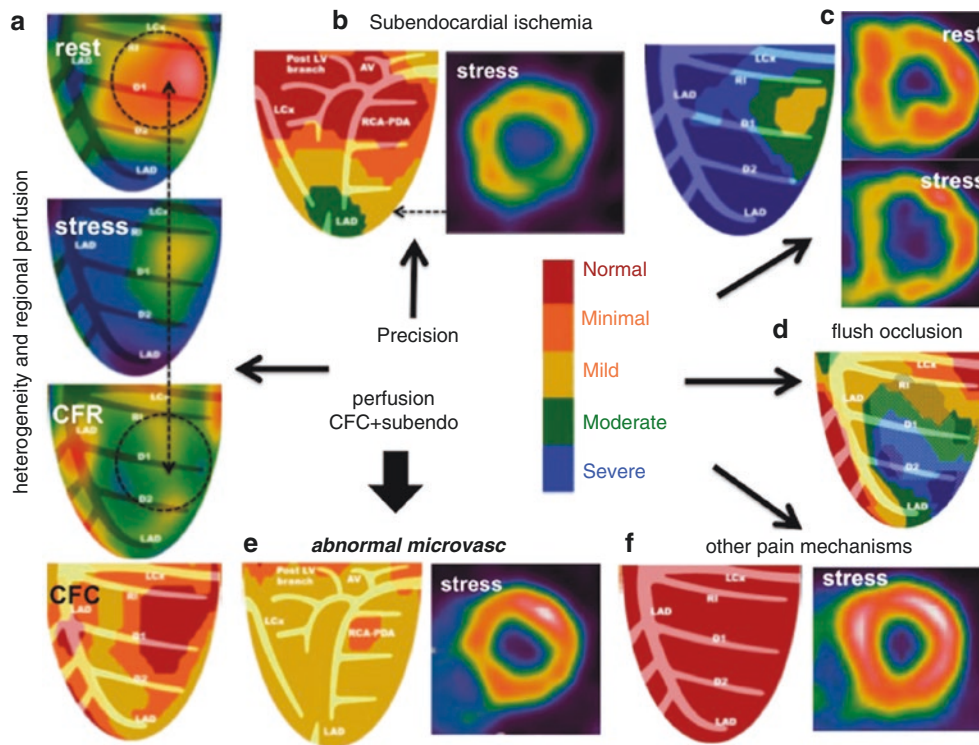 a
heterogeneity and regional perfusion
rest
LCx
RI
LAD
D1
D2
LAD
stress
LCx
RI
LAD
D1
D2
LAD
CFR
LCx
RI
LAD
D1
D2
LAD
CFC
LCx
RI
LAD
D1
D2
LAD
b
Subendocardial ischemia
Post LV
branch
AV
LCx
RCA-PDA
LAD
stress
c
LCx
RI
LAD
D1
D2
LAD
rest
stress
Precision
perfusion
CFC+subendo
Normal
Minimal
Mild
Moderate
Severe
d
flush occlusion
RI
LAD
D1
D2
LAD
e
abnormal microvasc
Post LV
branch
AV
LCx
RCA-PDA
LAD
stress
f
other pain mechanisms
LCx
RI
LAD
D1
D2
LAD
stress